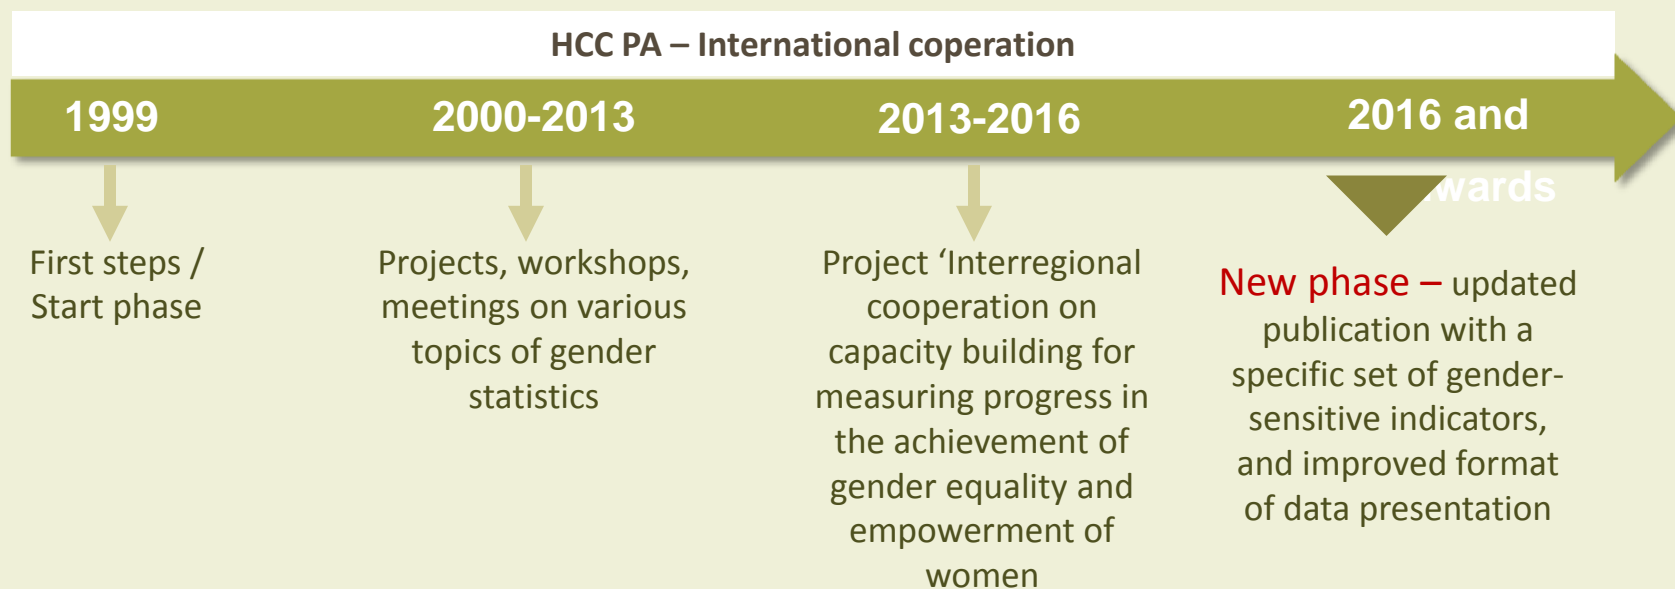 HCC PA – International coperation
1999
2000-2013
2013-2016
2016 and
wards
First steps /
Start phase
Projects, workshops,
meetings on various
topics of gender
statistics
Project ‘Interregional
cooperation on
capacity building for
measuring progress in
the achievement of
gender equality and
empowerment of
women
New phase – updated
publication with a
specific set of gender-
sensitive indicators,
and improved format
of data presentation